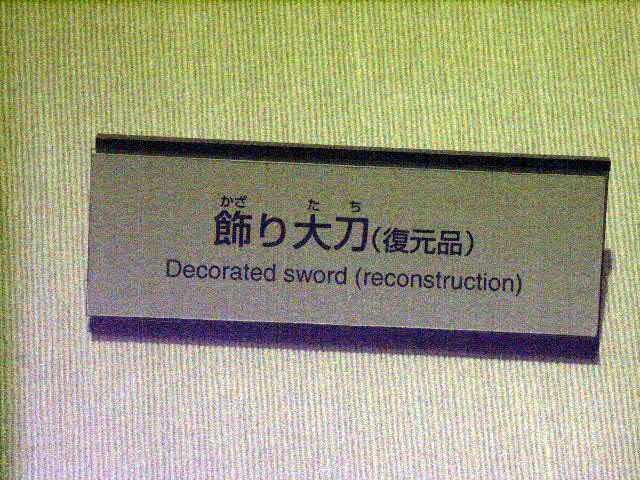 かざ た ち
飾り大刀(復元品)
Decorated sword (reconstruction)